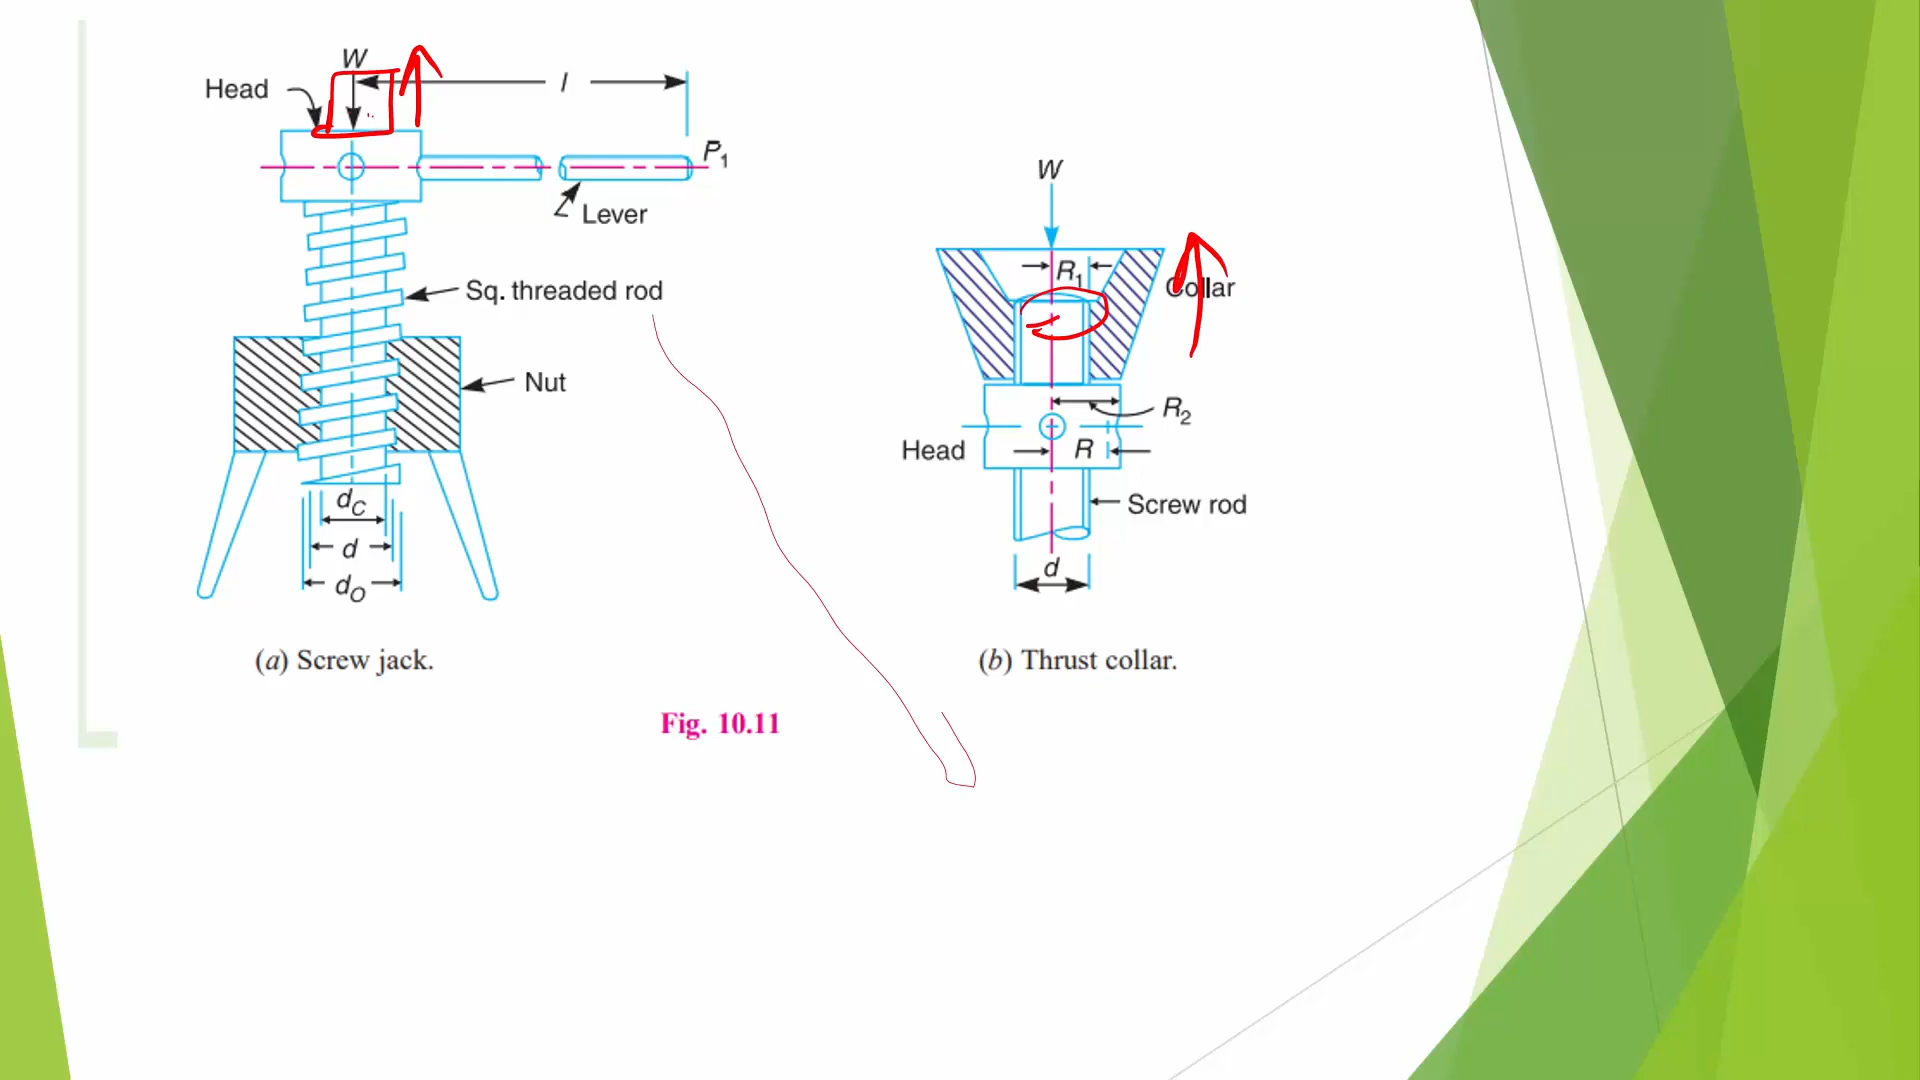 W
l
Head
P1
Lever
Sq. threaded rod
Nut
dC
d
dO
(a) Screw jack.
W
R1
Collar
R2
Head
R
Screw rod
d
(b) Thrust collar.
Fig. 10.11